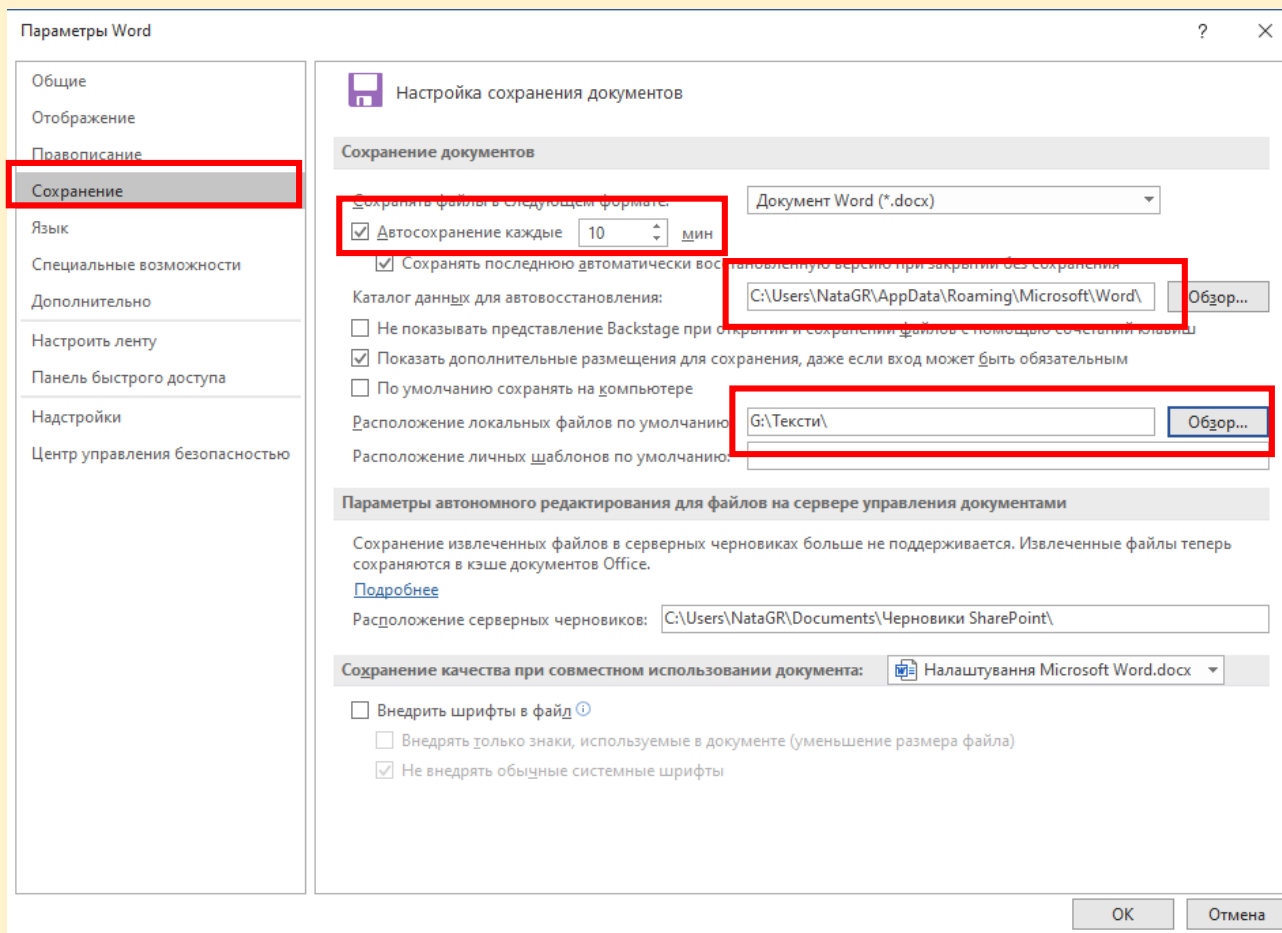 Параметры Word
?
Общие
Отображение
Правописание
Сохранение
Язык
Специальные возможности
Дополнительно
Настроить ленту
Панель быстрого доступа
Надстройки
Центр управления безопасностью
Настройка сохранения документов
Сохранение документов
Сохранять файлы в следующем формате: Документ Word (*.docx)
Автосохранение каждые 10 мин
Сохранять последнюю автоматически восстановленную версию при закрытии без сохранения
Каталог данных для автовосстановления: C:\Users\NataGR\AppData\Roaming\Microsoft\Word\ Обзор...
Не показывать представление Backstage при открытии и сохранении файлов с помощью сочетаний клавиш
Показать дополнительные размещения для сохранения, даже если вход может быть обязательным
По умолчанию сохранять на компьютере
Расположение локальных файлов по умолчанию G:\Тексти\ Обзор...
Расположение личных шаблонов по умолчанию:
Параметры автономного редактирования для файлов на сервере управления документами
Сохранение извлеченных файлов в серверных черновиках больше не поддерживается. Извлеченные файлы теперь
сохраняются в кэше документов Office.
Подробнее
Расположение серверных черновиков: C:\Users\NataGR\Documents\Черновики SharePoint\
Сохранение качества при совместном использовании документа: Налаштування Microsoft Word.docx
Внедрить шрифты в файл
Внедрять только знаки, используемые в документе (уменьшение размера файла)
Не внедрять обычные системные шрифты
ОК Отмена